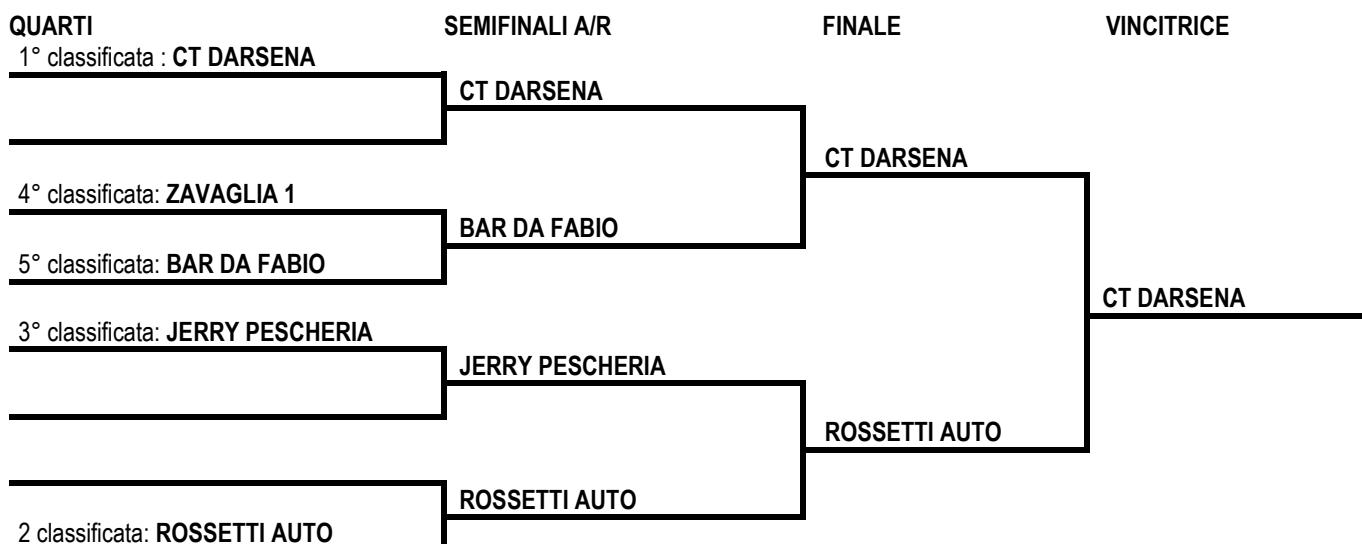 QUARTI SEMIFINALI A/R FINALE VINCITRICE
1° classificata : CT DARSENA
CT DARSENA
CT DARSENA
4° classificata: ZAVAGLIA 1
BAR DA FABIO
5° classificata: BAR DA FABIO
CT DARSENA
3° classificata: JERRY PESCHERIA
JERRY PESCHERIA
ROSSETTI AUTO
ROSSETTI AUTO
2 classificata: ROSSETTI AUTO